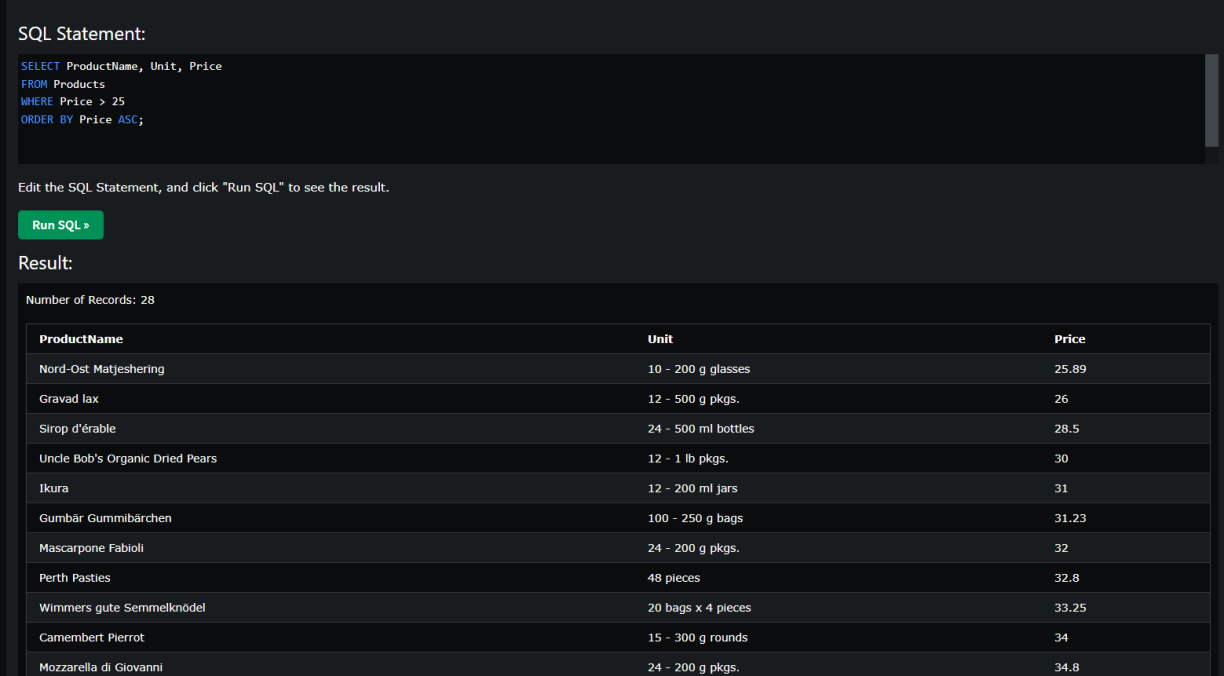 SQL Statement:
SELECT ProductName, Unit, Price
FROM Products
WHERE Price > 25
ORDER BY Price ASC;
Edit the SQL Statement, and click "Run SQL" to see the result.
Run SQL »
Result:
Number of Records: 28
ProductName Unit Price
Nord-Ost Matjeshering 10 - 200 g glasses 25.89
Gravad lax 12 - 500 g pkgs. 26
Sirop d'érable 24 - 500 ml bottles 28.5
Uncle Bob's Organic Dried Pears 12 - 1 lb pkgs. 30
Ikura 12 - 200 ml jars 31
Gumbär Gummibärchen 100 - 250 g bags 31.23
Mascarpone Fabioli 24 - 200 g pkgs. 32
Perth Pasties 48 pieces 32.8
Wimmers gute Semmelknödel 20 bags x 4 pieces 33.25
Camembert Pierrot 15 - 300 g rounds 34
Mozzarella di Giovanni 24 - 200 g pkgs. 34.8